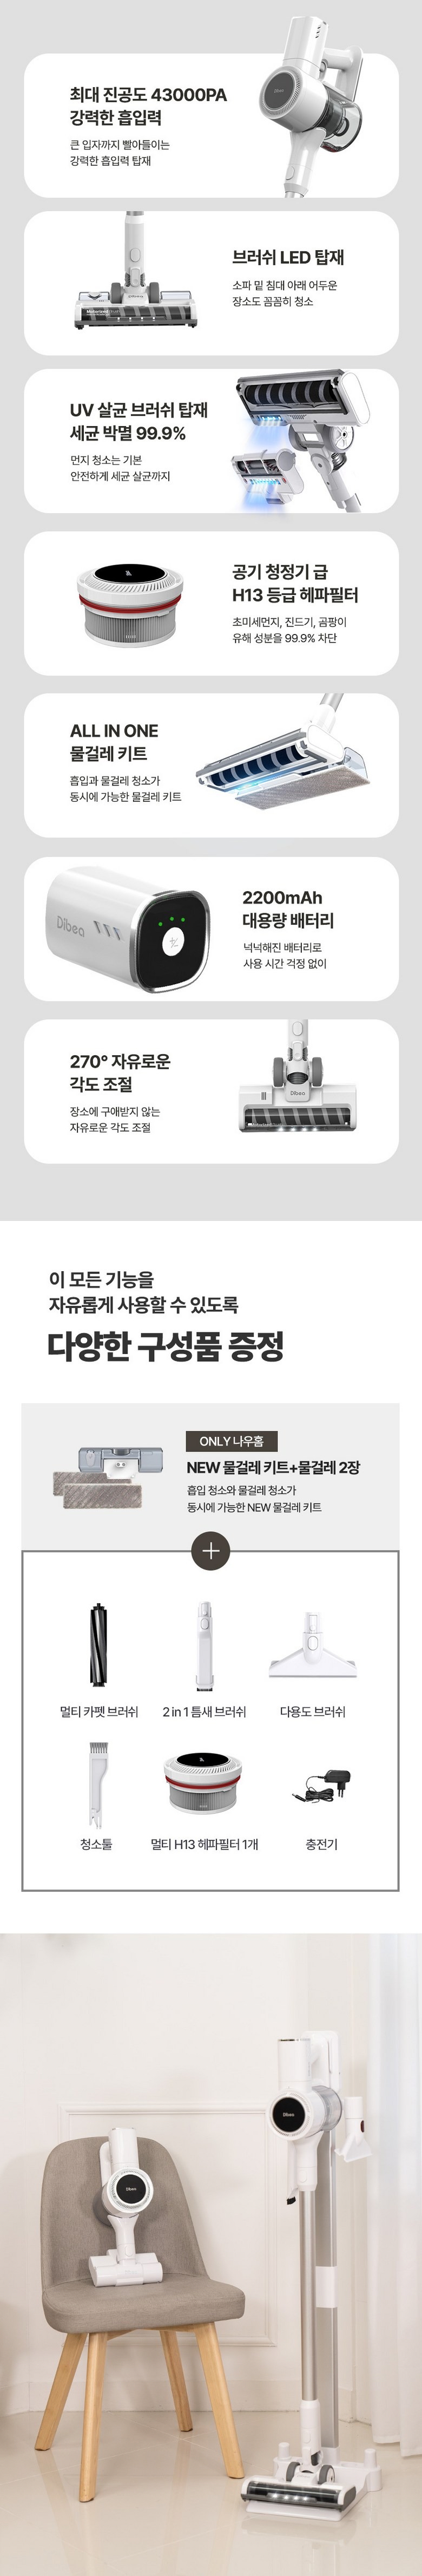 최대 진공도 43000PA
강력한 흡입력
큰 입자까지 빨아들이는
강력한 흡입력 탑재
Dibea
브러쉬 LED 탑재
소파 밑 침대 아래 어두운
장소도 꼼꼼히 청소
Dibea
Motorized
UV 살균 브러쉬 탑재
세균 박멸 99.9%
먼지 청소는 기본
안전하게 세균 살균까지
공기 청정기 급
H13 등급 헤파필터
초미세먼지, 진드기, 곰팡이
유해 성분을 99.9% 차단
ALL IN ONE
물걸레 키트
흡입과 물걸레 청소가
동시에 가능한 물걸레 키트
Dibea
2200mAh
대용량 배터리
넉넉해진 배터리로
사용 시간 걱정 없이
270° 자유로운
각도 조절
장소에 구애받지 않는
자유로운 각도 조절
Dibea
이 모든 기능을
자유롭게 사용할 수 있도록
다양한 구성품 증정
ONLY 나우홈
NEW 물걸레 키트+물걸레 2장
흡입 청소와 물걸레 청소가
동시에 가능한 NEW 물걸레 키트
멀티 카펫 브러쉬
2 in 1 틈새 브러쉬
다용도 브러쉬
청소툴
멀티 H13 헤파필터 1개
충전기
Dibea
Dibea